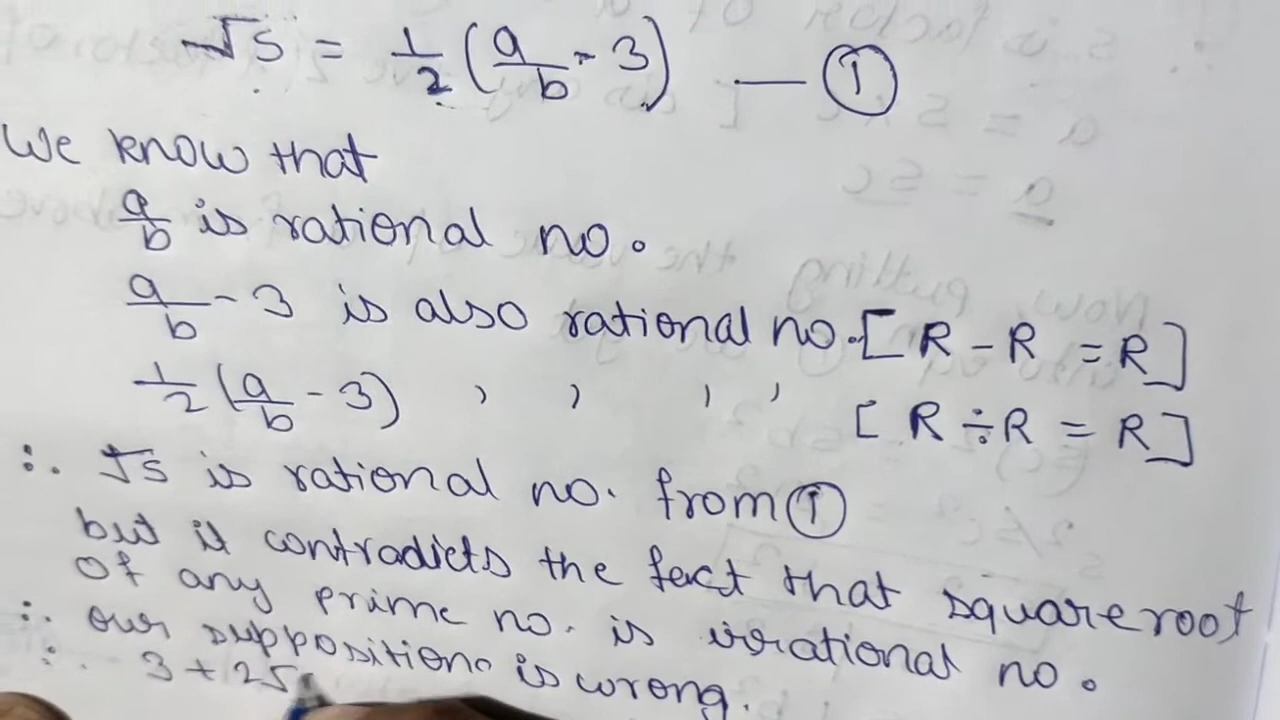 √5 = 1/2 (a/b - 3) — ①
We know that
a/b is rational no.
a/b - 3 is also rational no. [R - R = R]
1/2 (a/b - 3) , , , , [R ÷ R = R]
∴ √5 is rational no. from ①
but it contradicts the fact that square root
of any prime no. is irrational no.
∴ our supposition is wrong.
∴ 3 + 2√